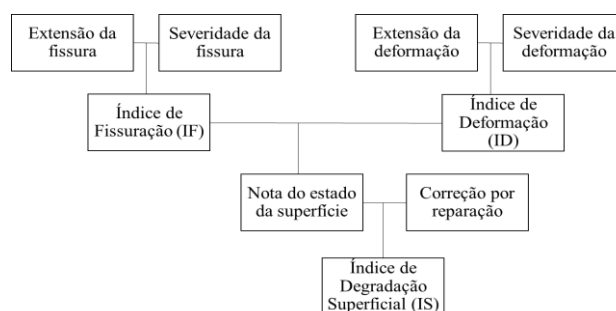 Extensão da
fissura
Severidade da
fissura
Extensão da
deformação
Severidade da
deformação
Índice de
Fissuração (IF)
Índice de
Deformação
(ID)
Nota do estado
da superfície
Correção por
reparação
Índice de
Degradação
Superficial (IS)